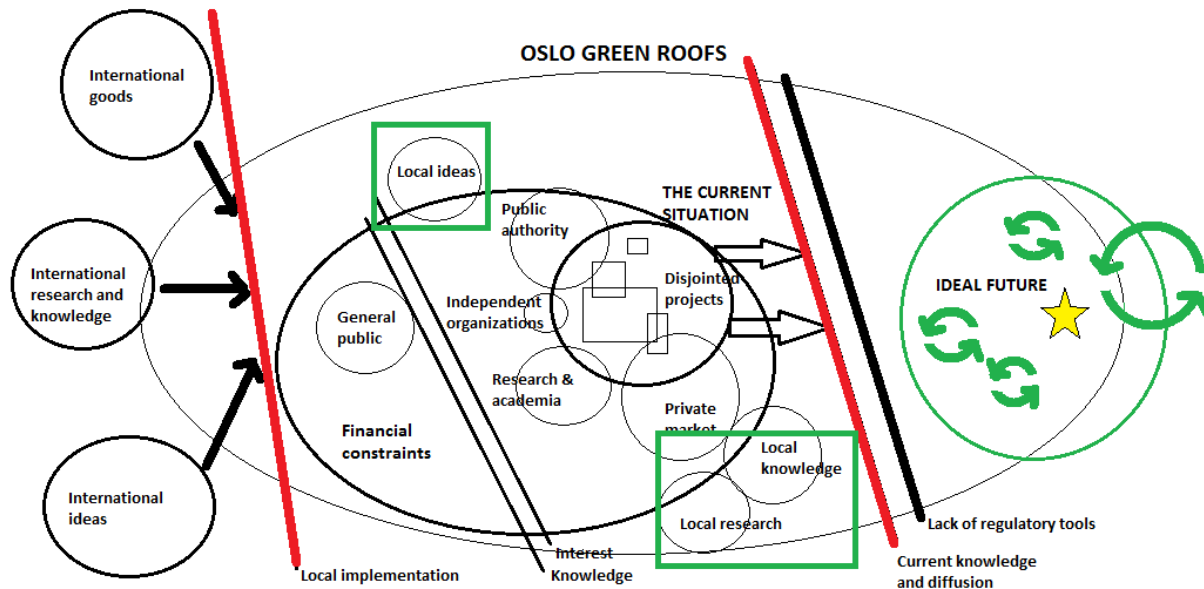 OSLO GREEN ROOFS
International
goods
Local ideas
THE CURRENT
SITUATION
Public
authority
International
research and
knowledge
Disjointed
projects
IDEAL FUTURE
Independent
organizations
General
public
Research &
academia
Private
market
Financial
constraints
Local
knowledge
International
ideas
Local research
Lack of regulatory tools
Interest
Knowledge
Local implementation
Current knowledge
and diffusion